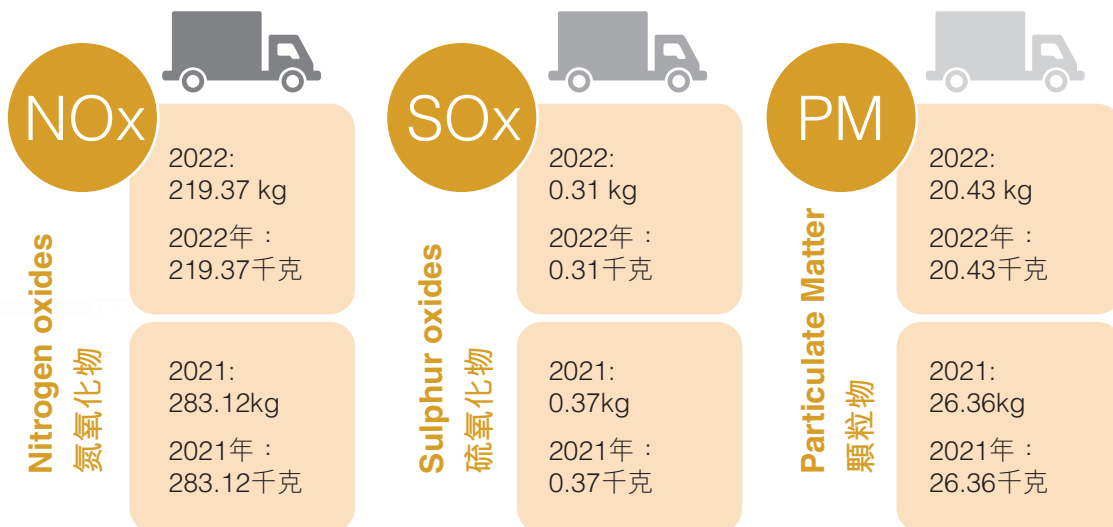 NOx
Nitrogen oxides
氮氧化物
2022:
219.37 kg
2022年：
219.37千克
2021:
283.12kg
2021年：
283.12千克
SOx
Sulphur oxides
硫氧化物
2022:
0.31 kg
2022年：
0.31千克
2021:
0.37kg
2021年：
0.37千克
PM
Particulate Matter
顆粒物
2022:
20.43 kg
2022年：
20.43千克
2021:
26.36kg
2021年：
26.36千克